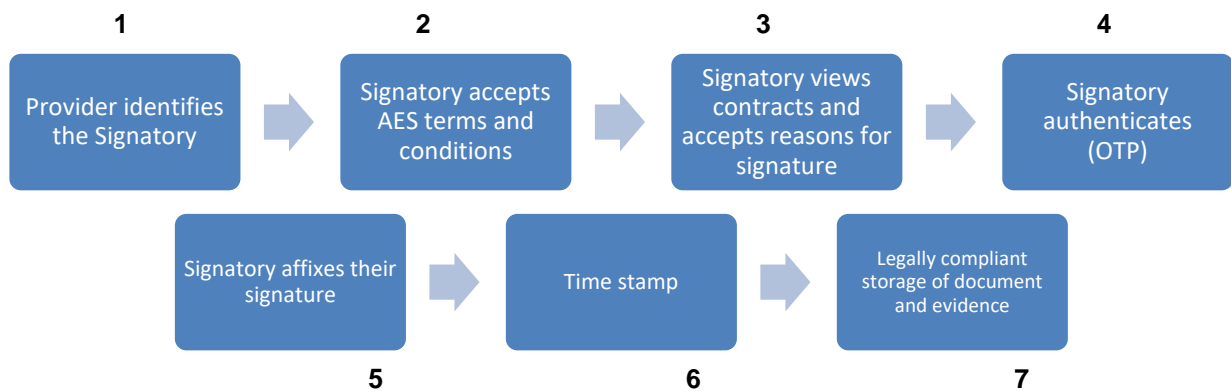 1
2
3
4
Provider identifies
the Signatory
Signatory accepts
AES terms and
conditions
Signatory views
contracts and
accepts reasons for
signature
Signatory
authenticates
(OTP)
Signatory affixes their
signature
Time stamp
Legally compliant
storage of document
and evidence
5
6
7